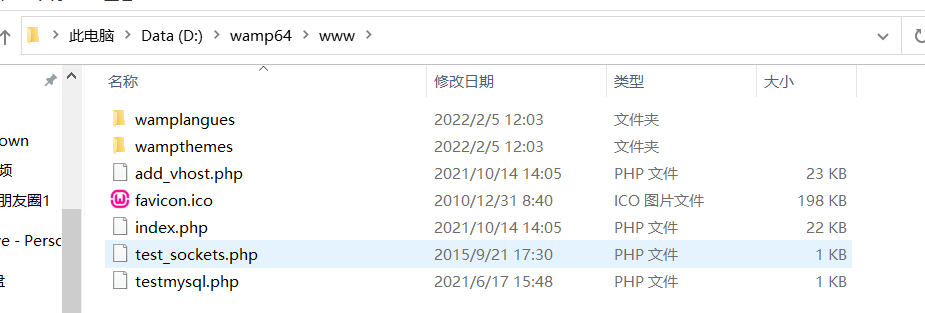 此电脑 > Data (D:) > wamp64 > www >
名称 修改日期 类型 大小
wamplangues 2022/2/5 12:03 文件夹
wampthemes 2022/2/5 12:03 文件夹
own
add_vhost.php 2021/10/14 14:05 PHP 文件 23 KB
频
favicon.ico 2010/12/31 8:40 ICO 图片文件 198 KB
朋友圈1
index.php 2021/10/14 14:05 PHP 文件 22 KB
ve - Perso
test_sockets.php 2015/9/21 17:30 PHP 文件 1 KB
testmysql.php 2021/6/17 15:48 PHP 文件 1 KB
盘